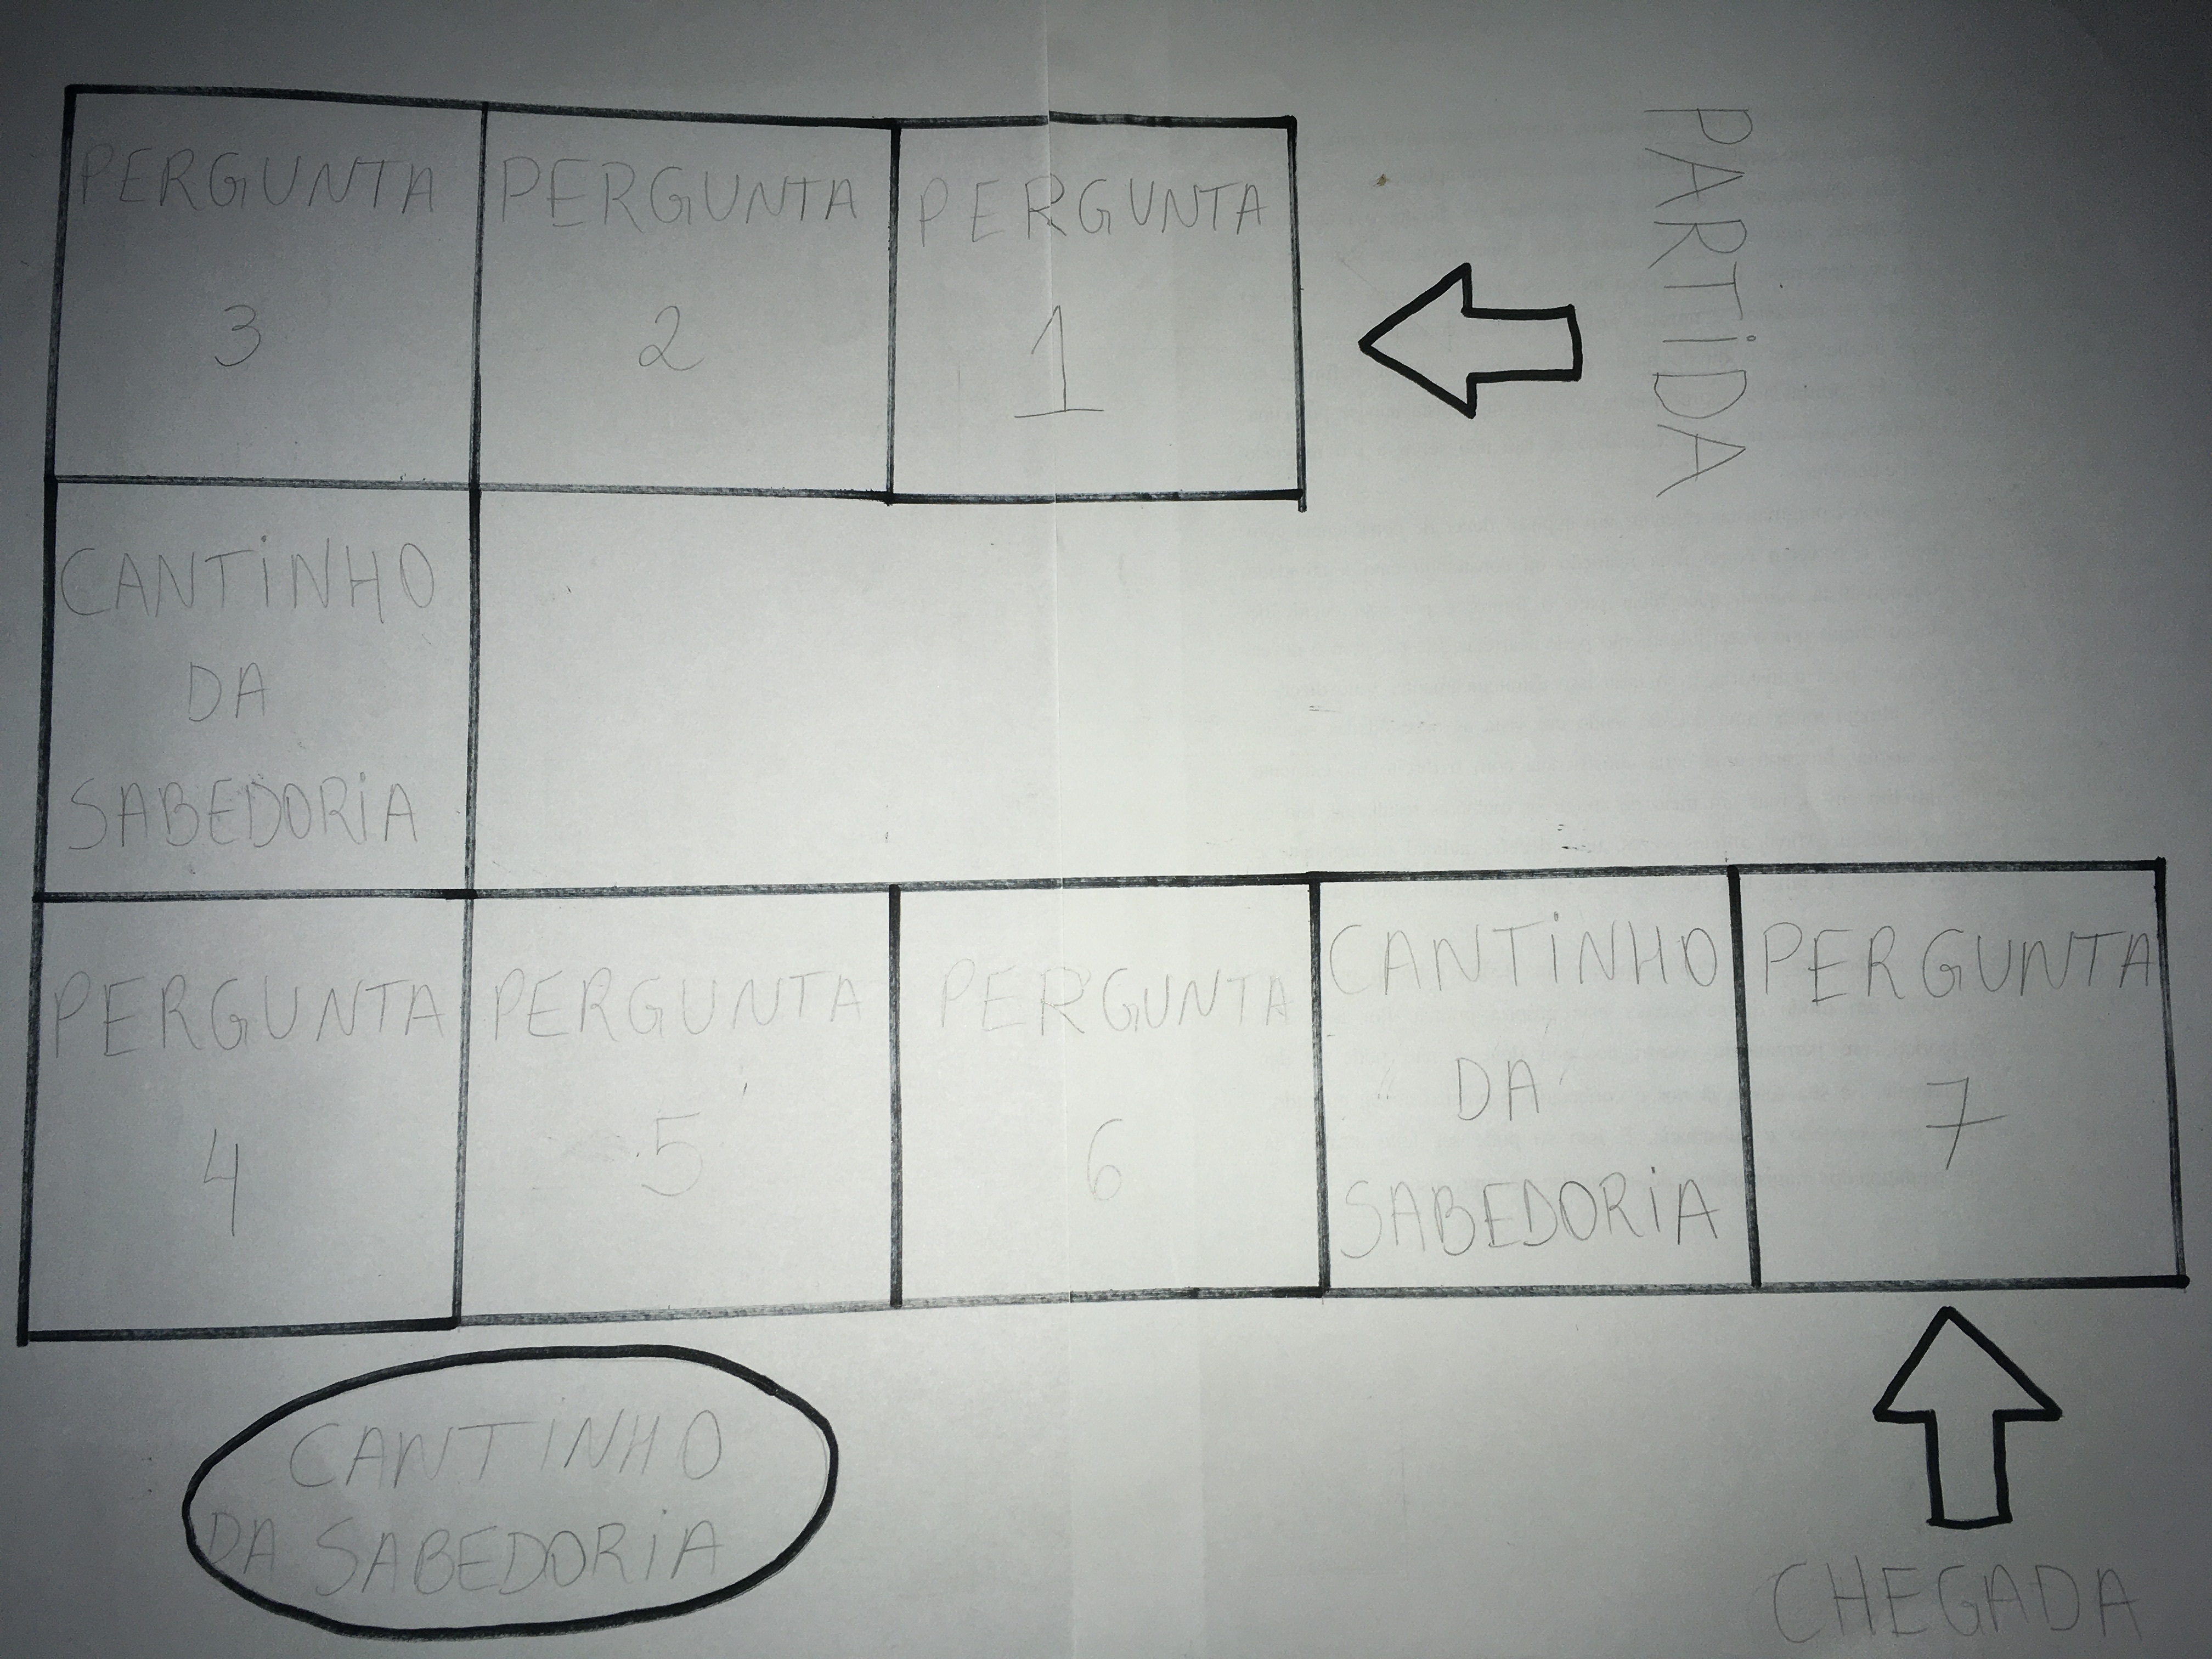 PARTIDA
PERGUNTA
1
PERGUNTA
2
PERGUNTA
3
CANTINHO
DA
SABEDORIA
PERGUNTA
4
PERGUNTA
5
PERGUNTA
6
CANTINHO
DA
SABEDORIA
PERGUNTA
7
CHEGADA
CANTINHO
DA SABEDORIA